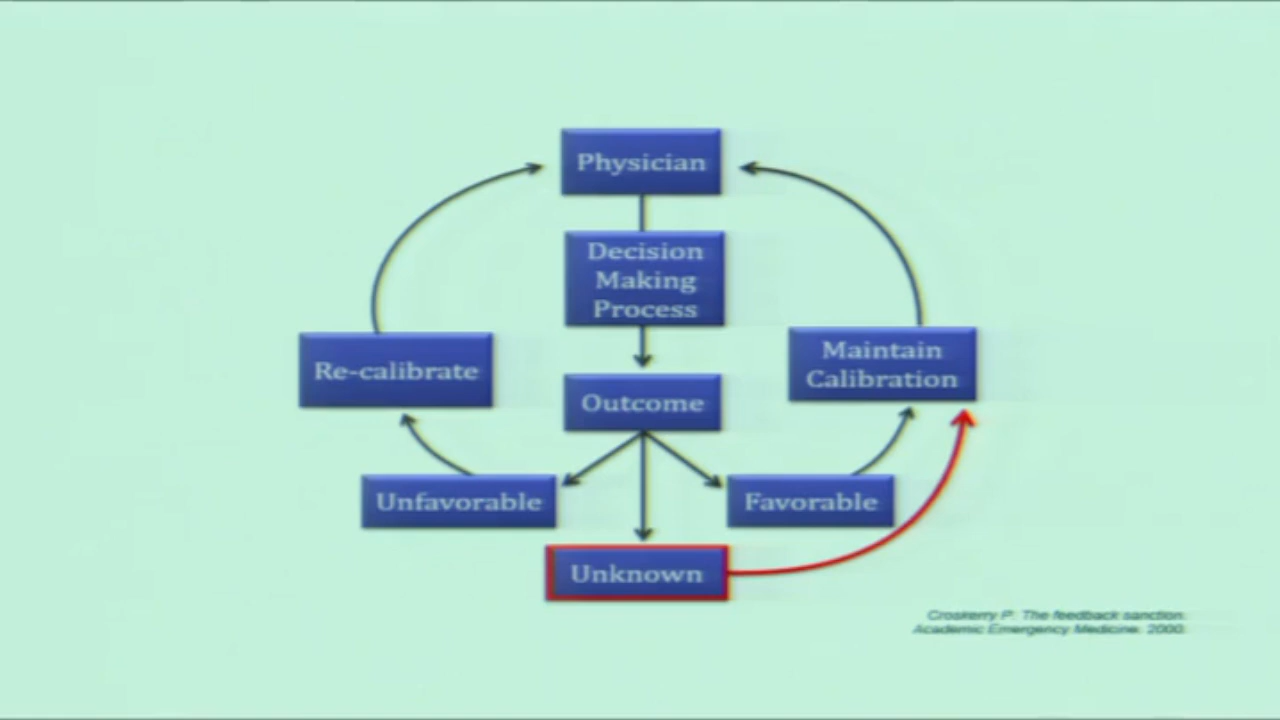 Physician
Decision
Making
Process
Re-calibrate
Maintain
Calibration
Outcome
Unfavorable
Favorable
Unknown
Croskerry P. The feedback sanction.
Academic Emergency Medicine. 2000.